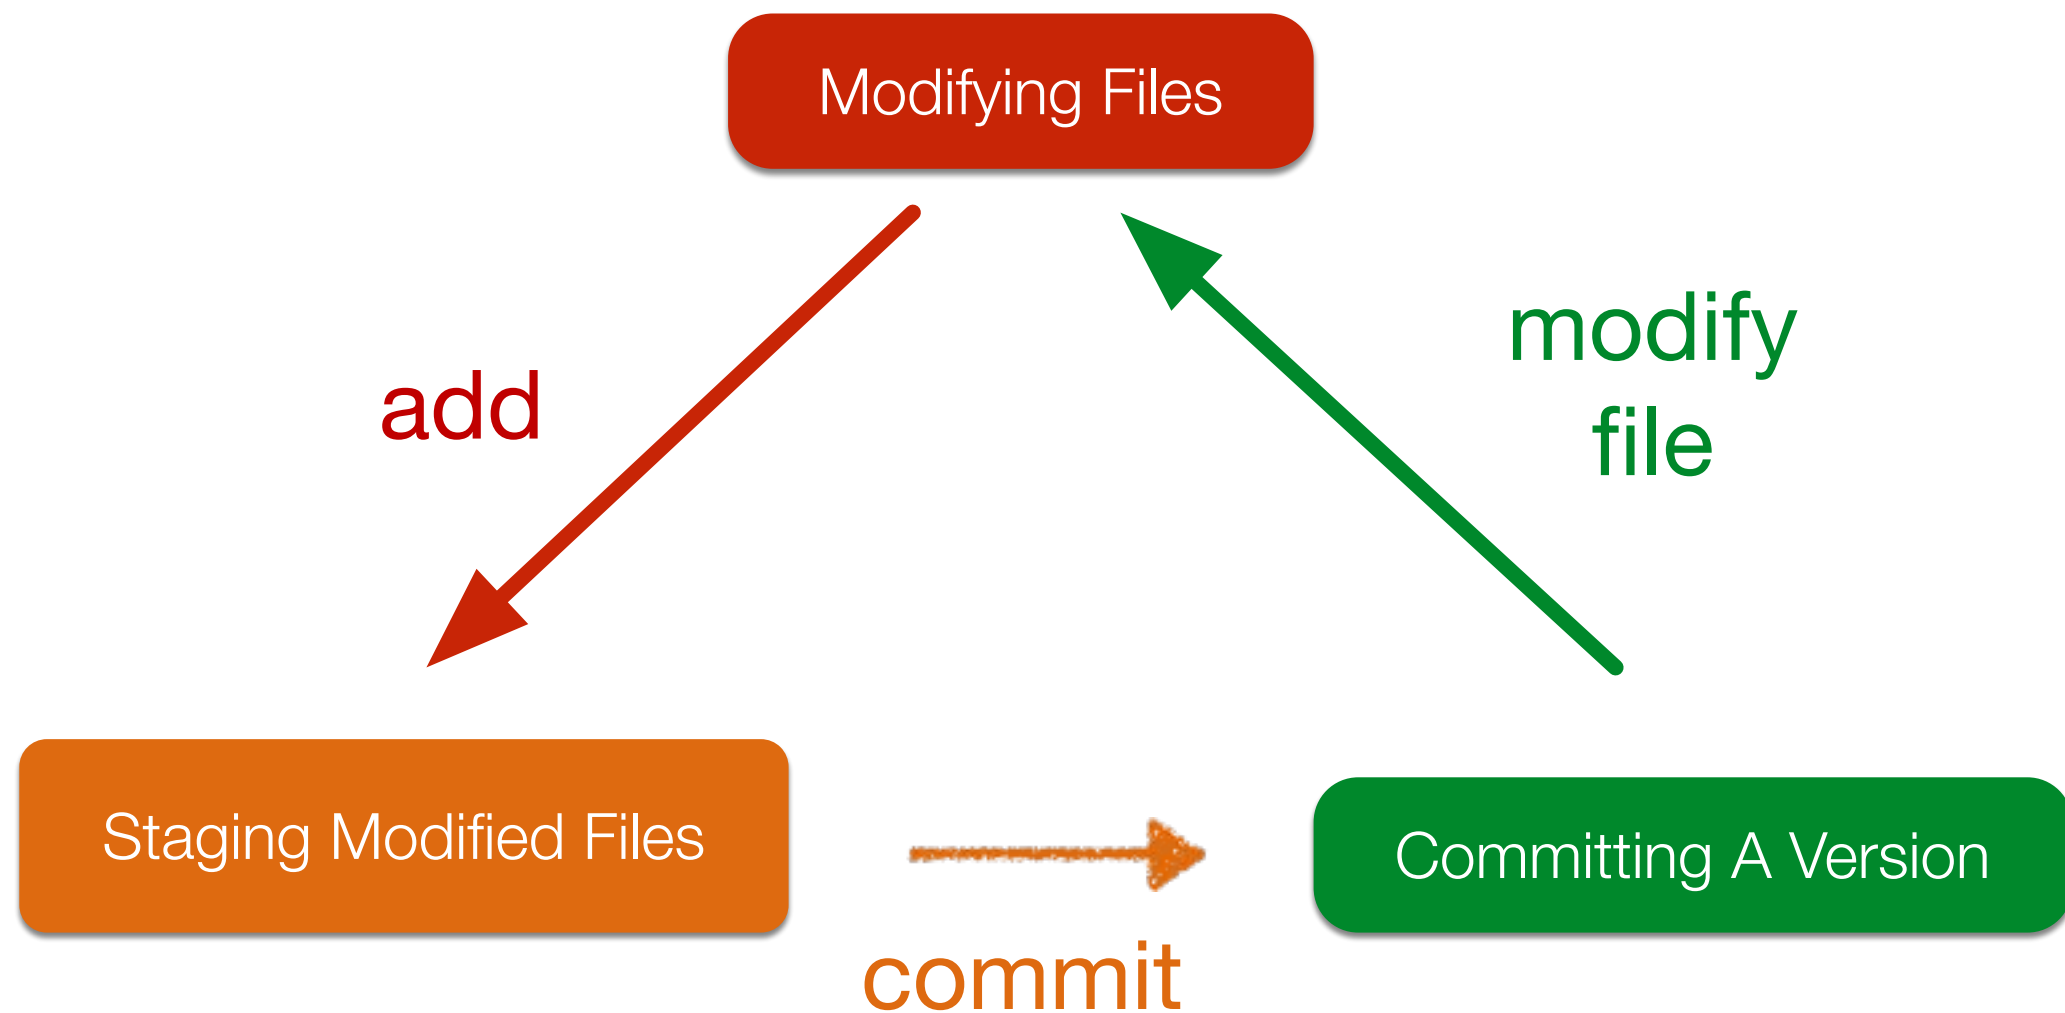 Modifying Files
add
modify
file
Staging Modified Files
Committing A Version
commit